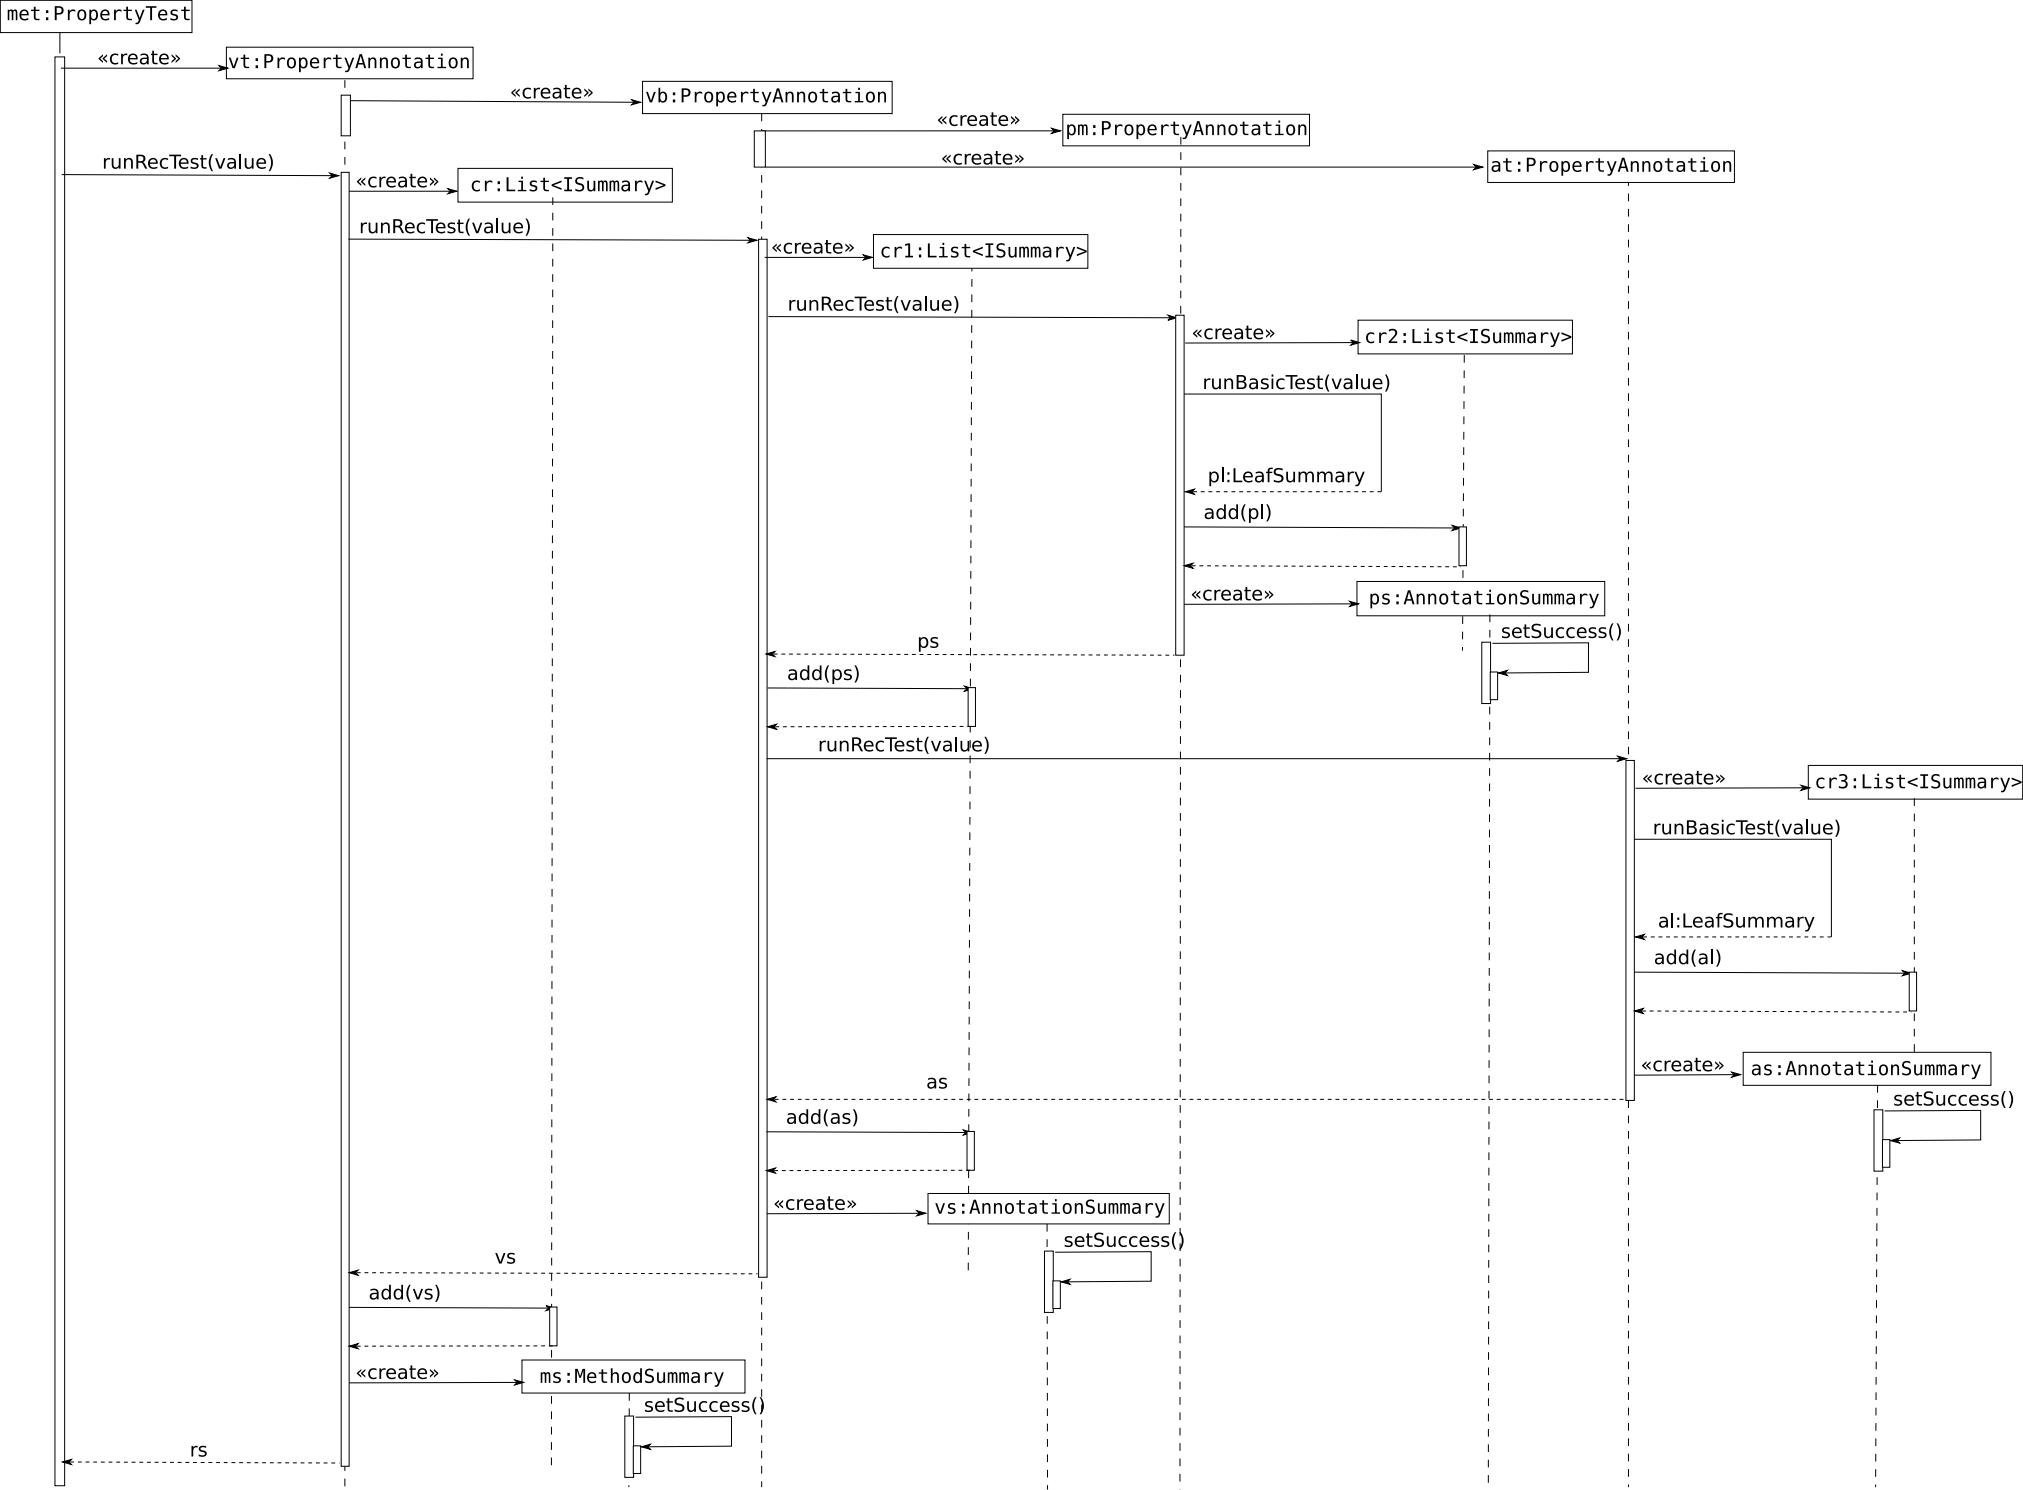 met:PropertyTest
«create»
vt:PropertyAnnotation
«create»
vb:PropertyAnnotation
«create»
pm:PropertyAnnotation
«create»
at:PropertyAnnotation
runRecTest(value)
«create»
cr:List<ISummary>
runRecTest(value)
«create»
cr1:List<ISummary>
runRecTest(value)
«create»
cr2:List<ISummary>
runBasicTest(value)
pl:LeafSummary
add(pl)
«create»
ps:AnnotationSummary
setSuccess()
ps
add(ps)
runRecTest(value)
«create»
cr3:List<ISummary>
runBasicTest(value)
al:LeafSummary
add(al)
«create»
as:AnnotationSummary
setSuccess()
as
add(as)
«create»
vs:AnnotationSummary
setSuccess()
vs
add(vs)
«create»
ms:MethodSummary
setSuccess()
rs